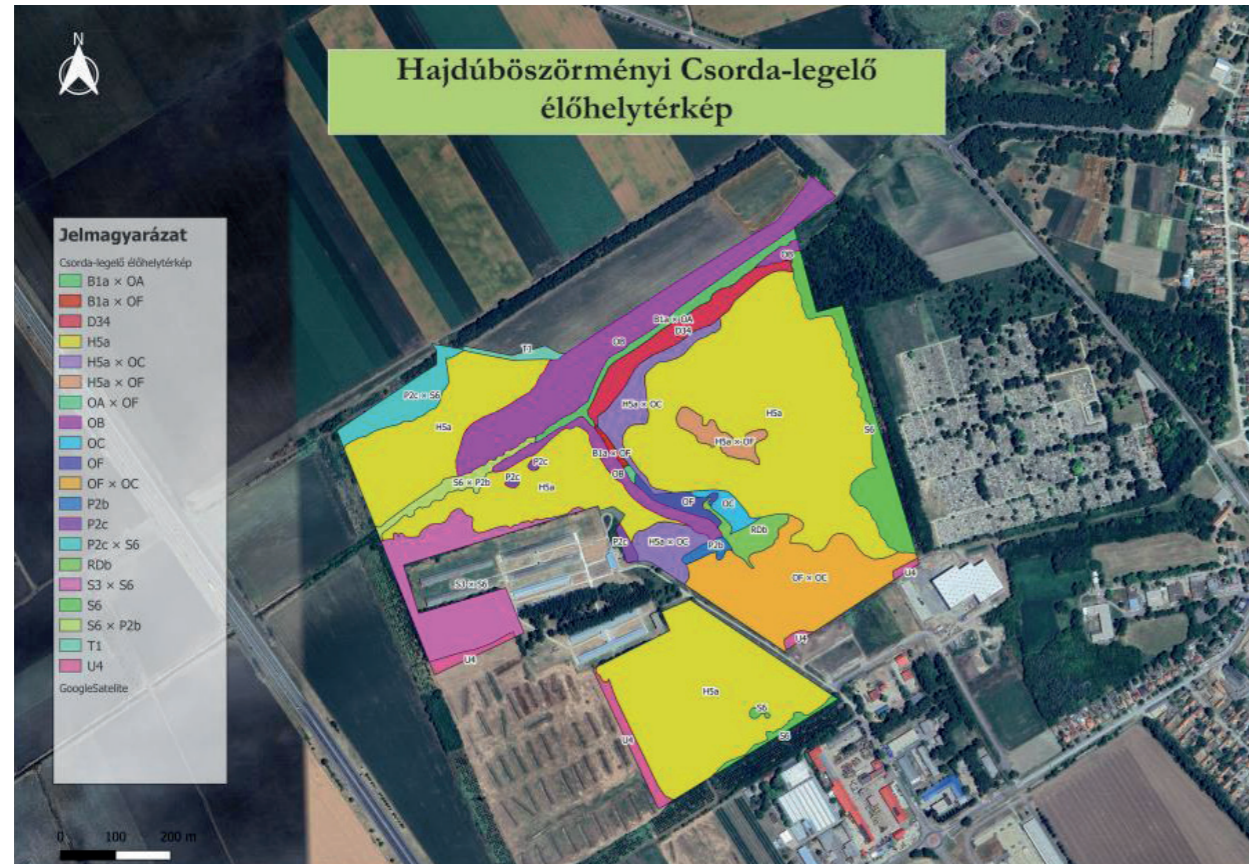 N
Hajdúböszörményi Csorda-legelő
élőhelytérkép
Jelmagyarázat
Csorda-legelő élőhelytérkép
B1a × OA
B1a × OF
D34
H5a
H5a × OC
H5a × OF
OA × OF
OB
OC
OF
OF × OC
P2b
P2c
P2c × S6
RDb
S3 × S6
S6
S6 × P2b
T1
U4
GoogleSatelite
0 100 200 m
OB
B1a × OA
D34
OB
T1
P2c × S6
H5a × OC
H5a
H5a
S6
H5a × OF
B1a × OF
P2c
OB
S6 × P2b
P2c
H5a
OF
OC
RDb
P2c
H5a × OC
P2b
U4
S3 × S6
OF × OC
U4
U4
H5a
S6
S6
U4